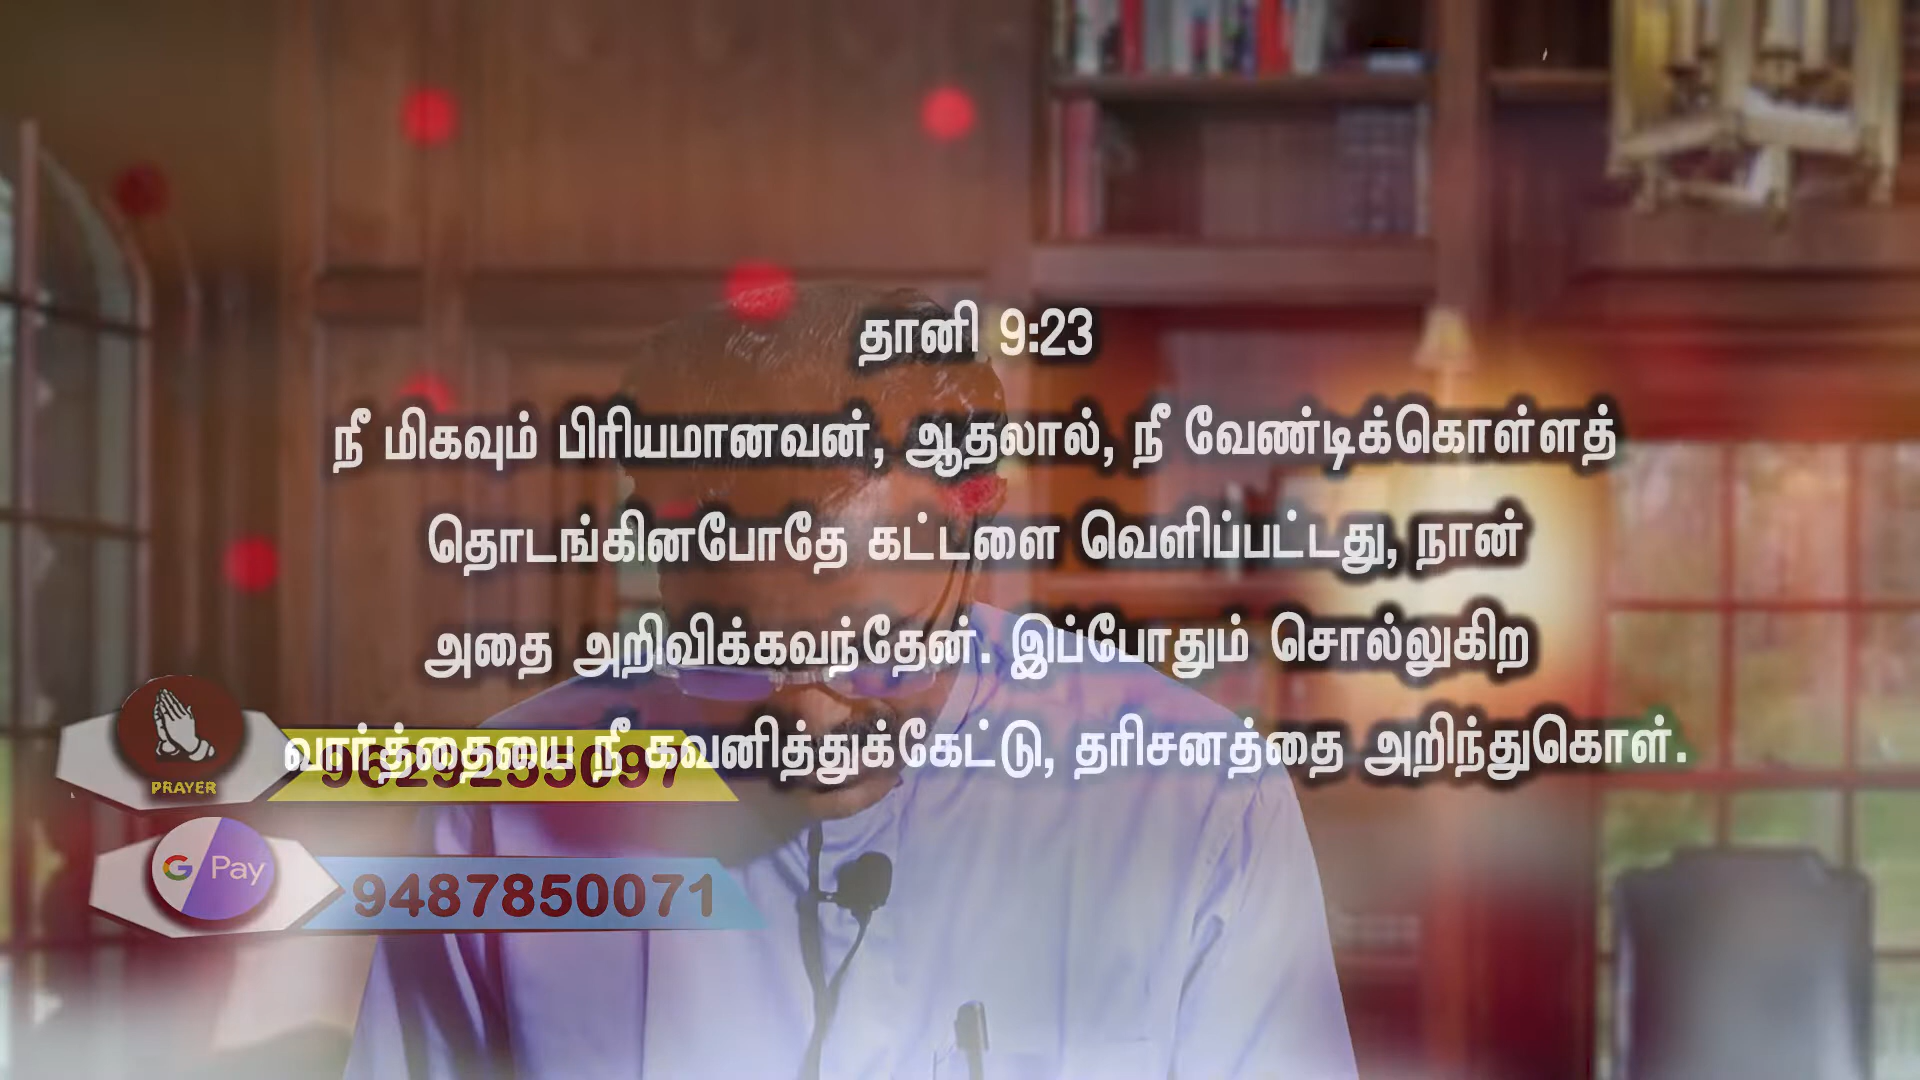 தானி 9:23
நீ மிகவும் பிரியமானவன், ஆதலால், நீ வேண்டிக்கொள்ளத்
தொடங்கினபோதே கட்டளை வெளிப்பட்டது, நான்
அதை அறிவிக்கவந்தேன். இப்போதும் சொல்லுகிற
வார்த்தையை நீ கவனித்துக்கேட்டு, தரிசனத்தை அறிந்துகொள்.
PRAYER
G Pay
9487850071